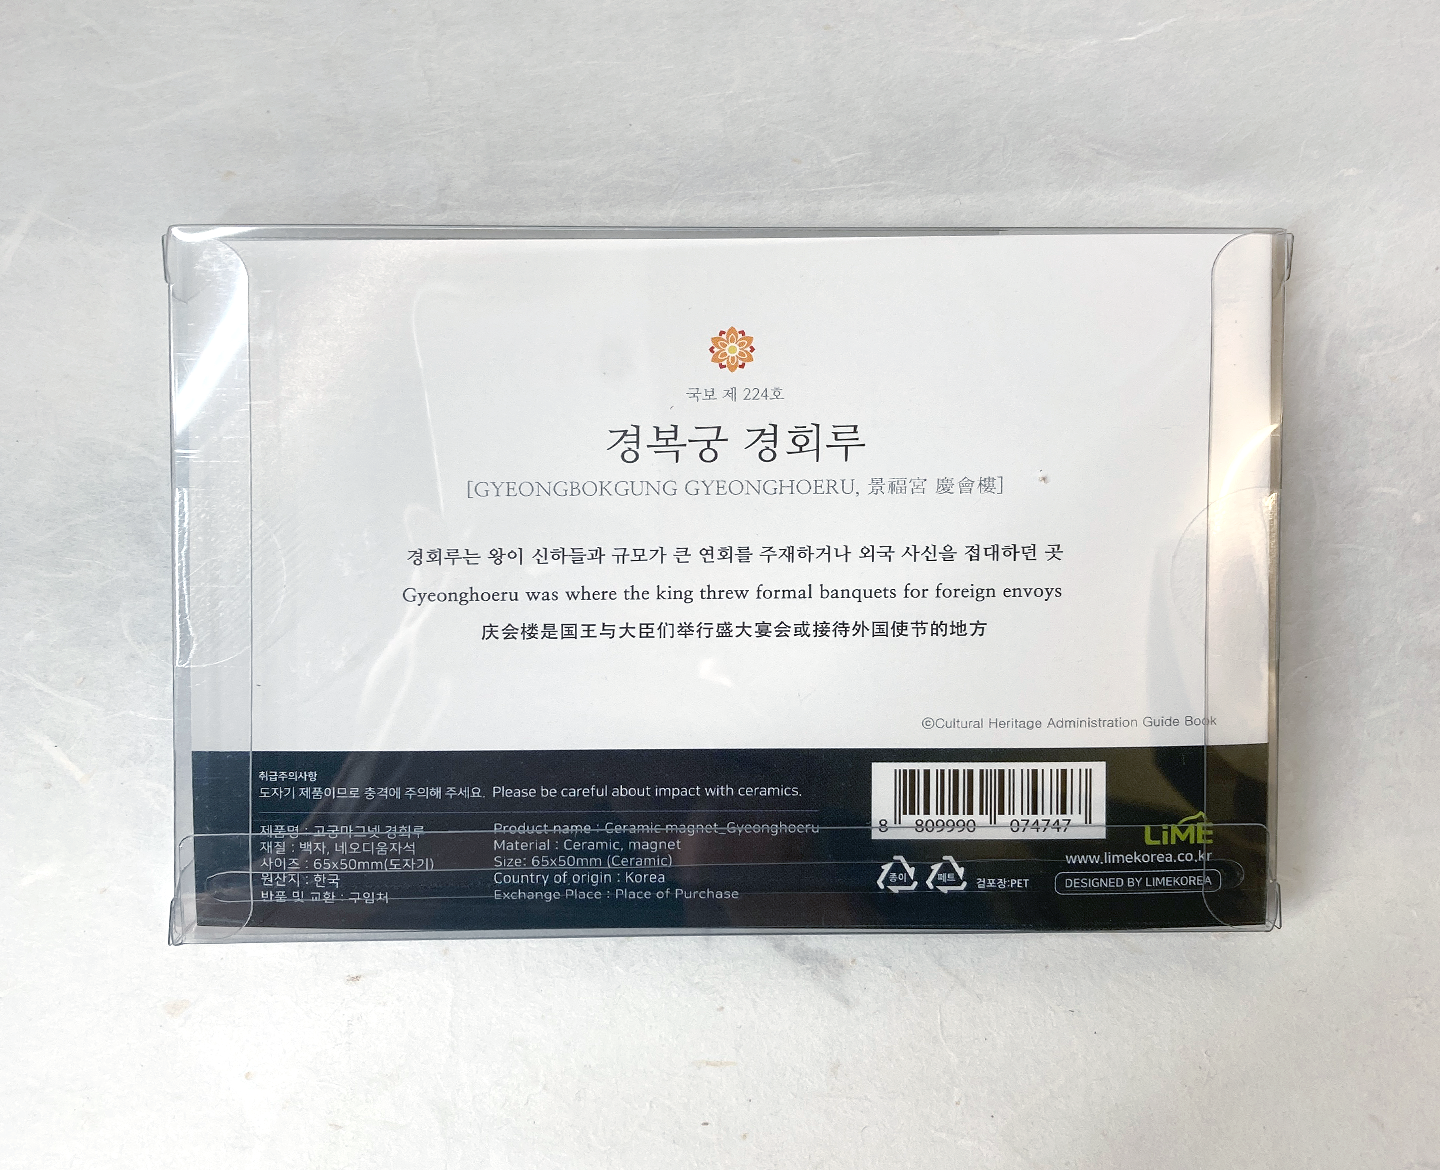 국보 제 224호
경복궁 경회루
[GYEONGBOKGUNG GYEONGHOERU, 景福宮 慶會樓]
경회루는 왕이 신하들과 규모가 큰 연회를 주재하거나 외국 사신을 접대하던 곳
Gyeonghoeru was where the king threw formal banquets for foreign envoys
庆会楼是国王与大臣们举行盛大宴会或接待外国使节的地方
©Cultural Heritage Administration Guide Book
취급주의사항
도자기 제품이므로 충격에 주의해 주세요. Please be careful about impact with ceramics.
제품명 : 고궁마그넷 경회루
재질 : 백자, 네오디움자석
사이즈 : 65x50mm(도자기)
원산지 : 한국
반품 및 교환 : 구입처
Product name : Ceramic magnet_Gyeonghoeru
Material : Ceramic, magnet
Size: 65x50mm (Ceramic)
Country of origin : Korea
Exchange Place : Place of Purchase
8 809990 074747
종이
페트
겉포장:PET
LiME
www.limekorea.co.kr
DESIGNED BY LIMEKOREA